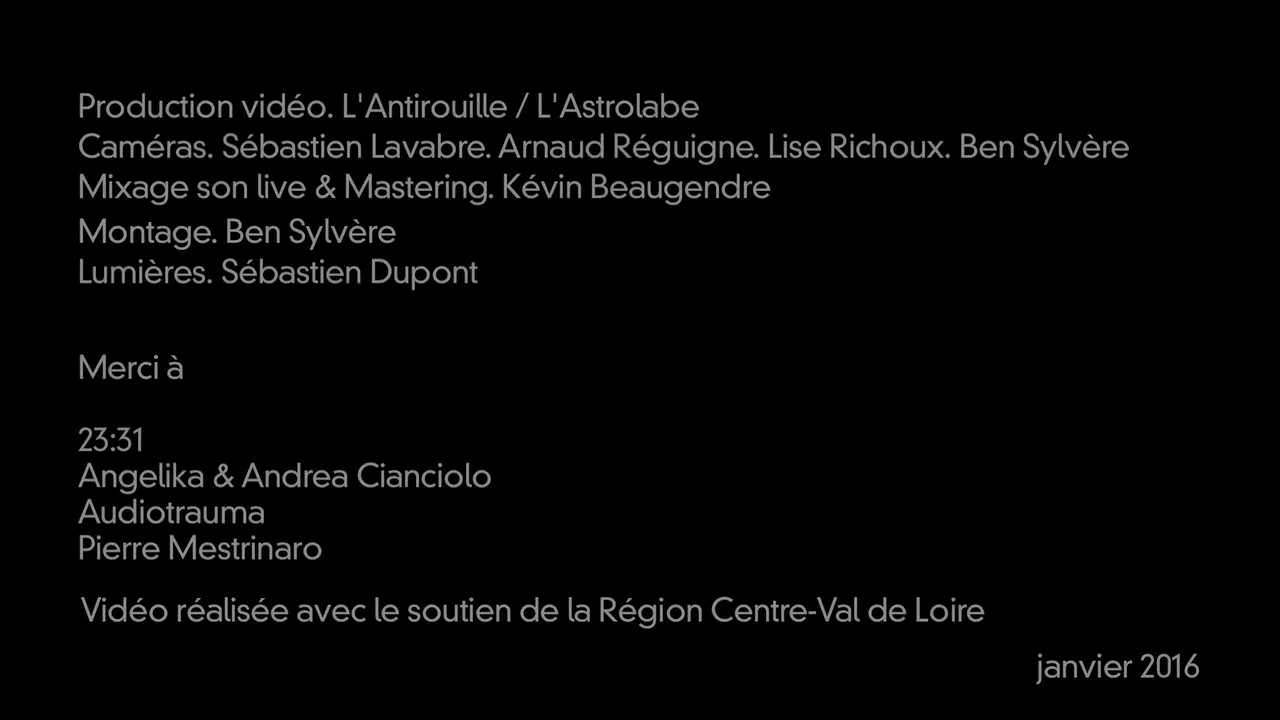 Production vidéo. L'Antirouille / L'Astrolabe
Caméras. Sébastien Lavabre. Arnaud Réguigne. Lise Richoux. Ben Sylvère
Mixage son live & Mastering. Kévin Beaugendre
Montage. Ben Sylvère
Lumières. Sébastien Dupont
Merci à
23:31
Angelika & Andrea Cianciolo
Audiotrauma
Pierre Mestrinaro
Vidéo réalisée avec le soutien de la Région Centre-Val de Loire
janvier 2016